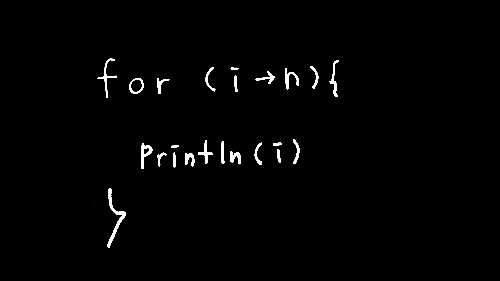 for (i→n){
println(i)
}